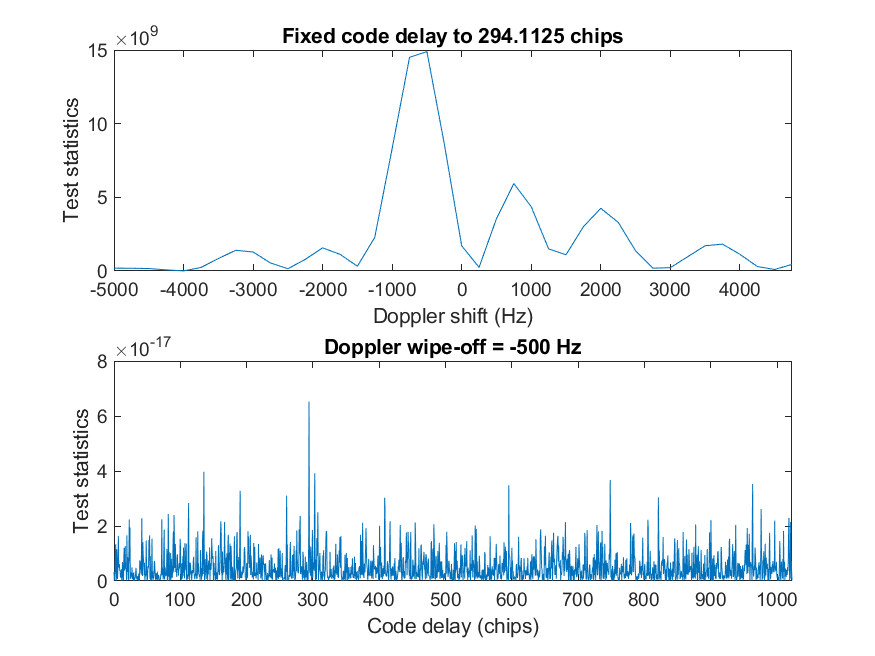 ×10^9
Fixed code delay to 294.1125 chips
15
10
5
0
Test statistics
-5000 -4000 -3000 -2000 -1000 0 1000 2000 3000 4000
Doppler shift (Hz)
×10^-17
Doppler wipe-off = -500 Hz
8
6
4
2
0
Test statistics
0 100 200 300 400 500 600 700 800 900 1000
Code delay (chips)